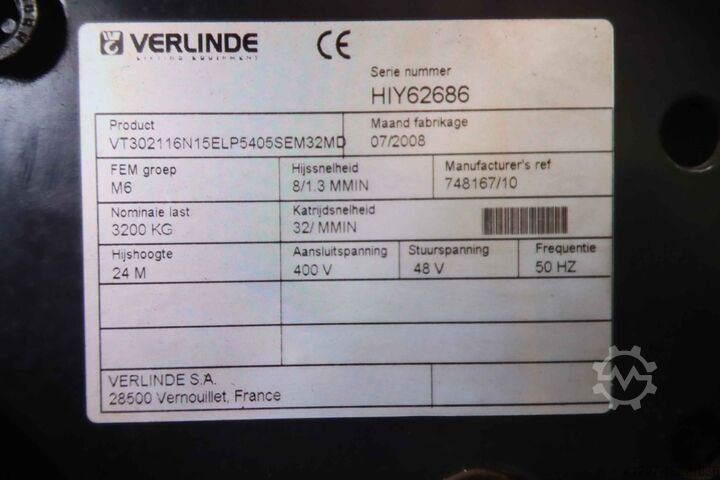 VERLINDE
LIFTING EQUIPMENT
CE
Serie nummer
HIY62686
Product
VT302116N15ELP5405SEM32MD
Maand fabrikage
07/2008
FEM groep
M6
Hijssnelheid
8/1.3 MMIN
Manufacturer's ref
748167/10
Nominale last
3200 KG
Katrijdsnelheid
32/ MMIN
Hijshoogte
24 M
Aansluitspanning
400 V
Stuurspanning
48 V
Frequentie
50 HZ
VERLINDE S.A.
28500 Vernouillet, France